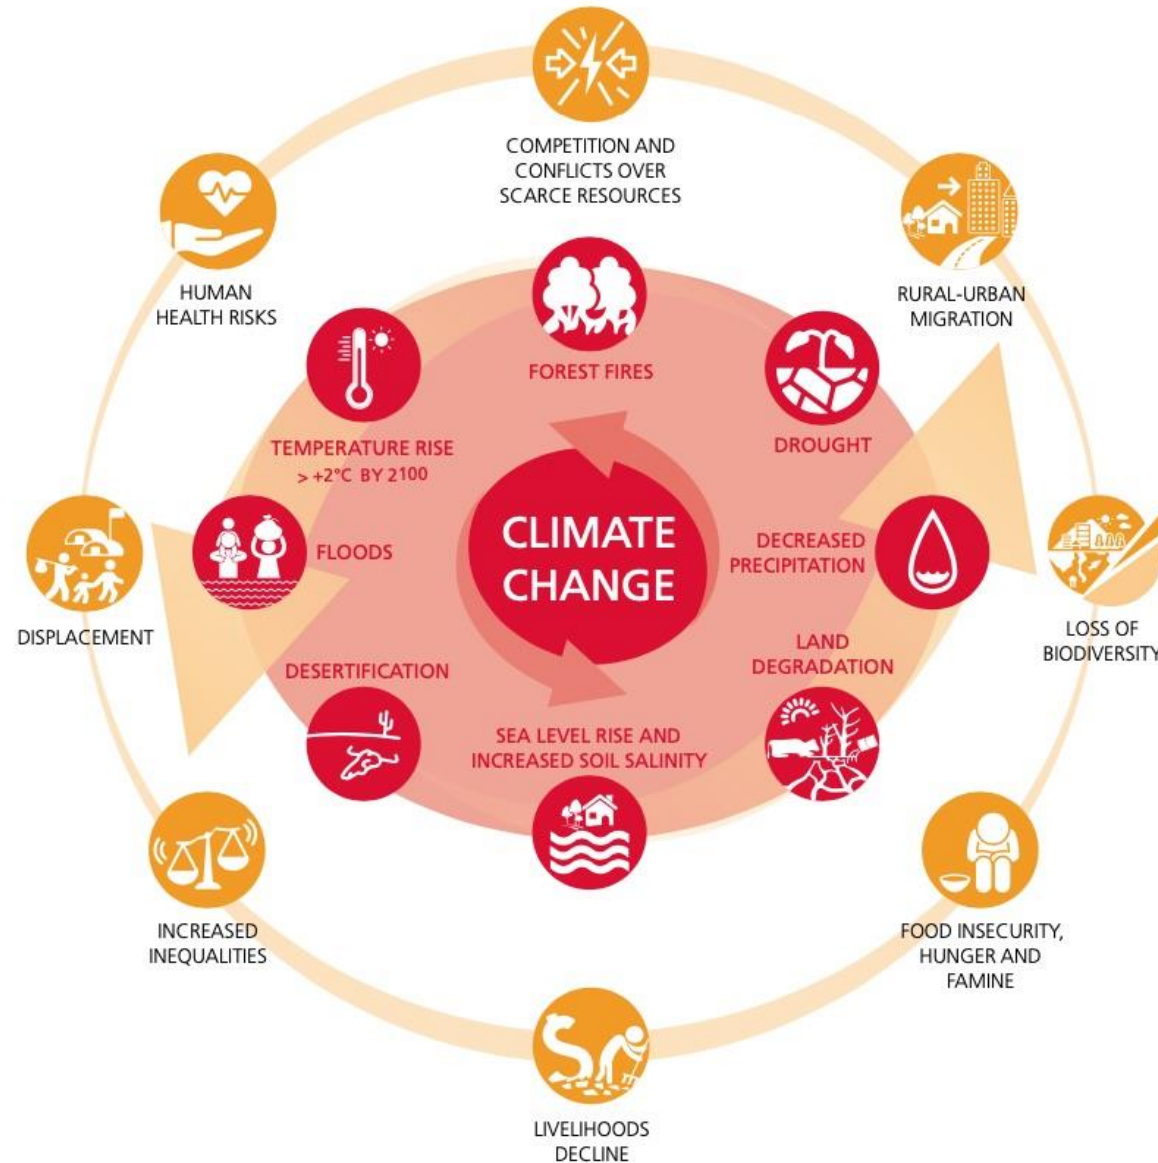 COMPETITION AND
CONFLICTS OVER
SCARCE RESOURCES
HUMAN
HEALTH RISKS
RURAL-URBAN
MIGRATION
FOREST FIRES
TEMPERATURE RISE
> +2°C BY 2100
DROUGHT
CLIMATE
CHANGE
FLOODS
DECREASED
PRECIPITATION
DISPLACEMENT
LOSS OF
BIODIVERSITY
DESERTIFICATION
LAND
DEGRADATION
SEA LEVEL RISE AND
INCREASED SOIL SALINITY
INCREASED
INEQUALITIES
FOOD INSECURITY,
HUNGER AND
FAMINE
LIVELIHOODS
DECLINE